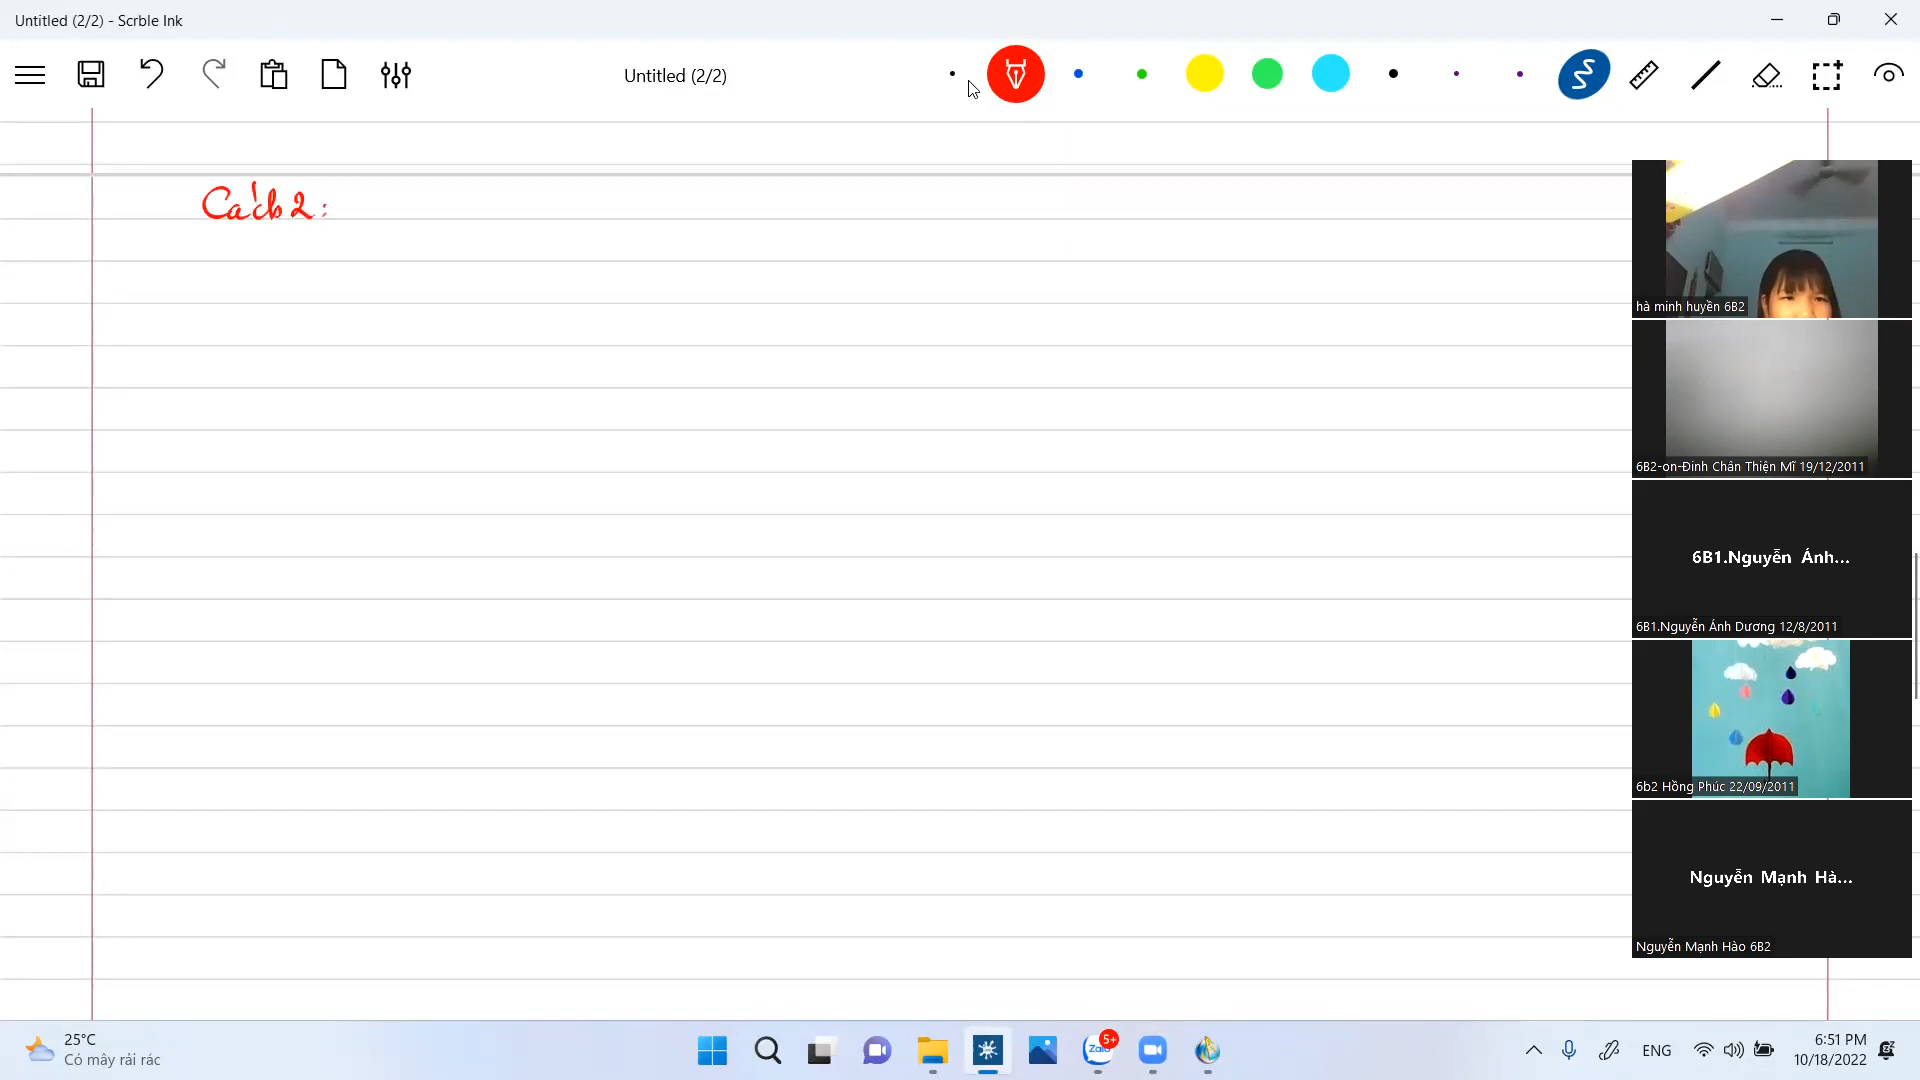 Untitled (2/2) - Scrble Ink
Untitled (2/2)
Cách 2:
hà minh huyền 6B2
6B2-on-Đinh Chân Thiện Mĩ 19/12/2011
6B1.Nguyễn Ánh...
6B1.Nguyễn Ánh Dương 12/8/2011
6b2 Hồng Phúc 22/09/2011
Nguyễn Mạnh Hà...
Nguyễn Mạnh Hào 6B2
25°C
Có mây rải rác
Zalo
5+
ENG
6:51 PM
10/18/2022